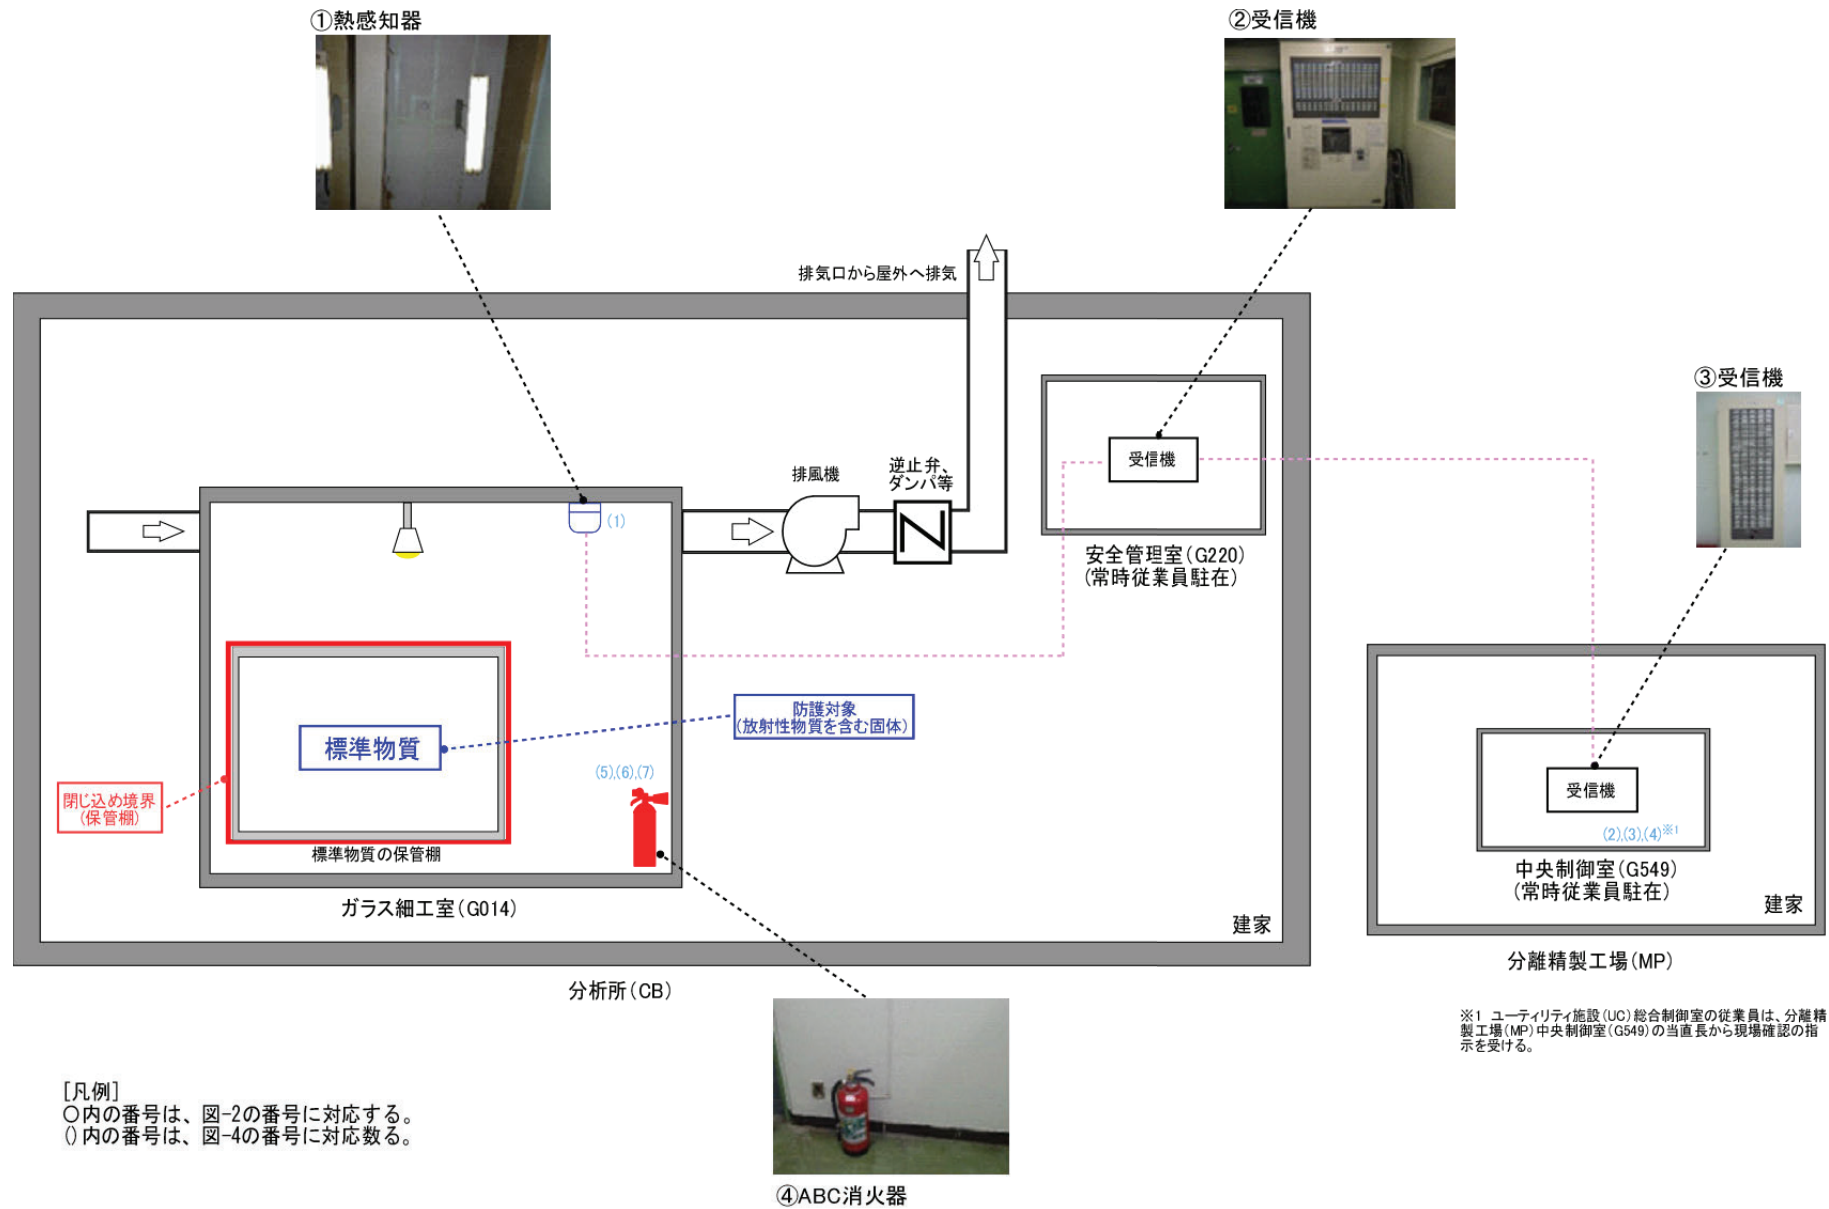 ①熱感知器
②受信機
排気口から屋外へ排気
③受信機
排風機
逆止弁、
ダンパ等
受信機
(1)
安全管理室(G220)
(常時従業員駐在)
防護対象
(放射性物質を含む固体)
標準物質
(5),(6),(7)
閉じ込め境界
(保管棚)
標準物質の保管棚
受信機
(2),(3),(4)※1
中央制御室(G549)
(常時従業員駐在)
ガラス細工室(G014)
建家
建家
分離精製工場(MP)
分析所(CB)
※1 ユーティリティ施設(UC)総合制御室の従業員は、分離精
製工場(MP)中央制御室(G549)の当直長から現場確認の指
示を受ける。
[凡例]
○内の番号は、図-2の番号に対応する。
()内の番号は、図-4の番号に対応数る。
④ABC消火器